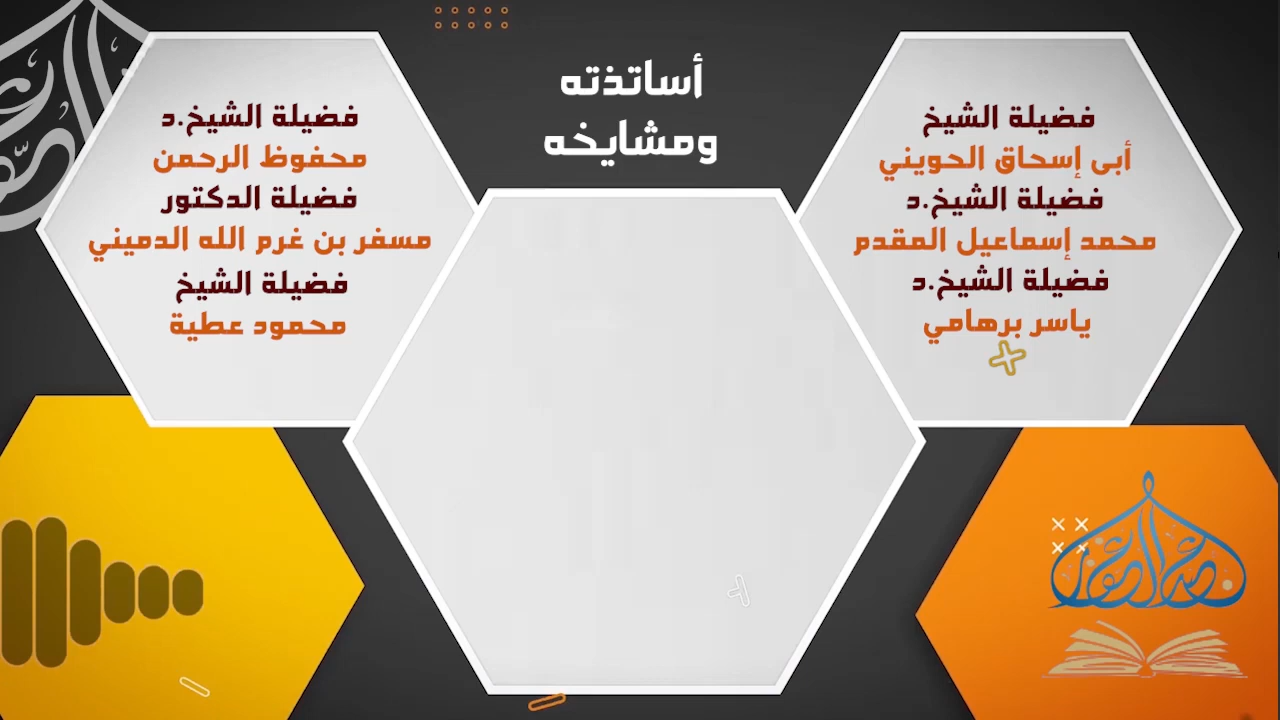 أساتذته
ومشايخه
فضيلة الشيخ
أبى إسحاق الحويني
فضيلة الشيخ.د
محمد إسماعيل المقدم
فضيلة الشيخ.د
ياسر برهامي
فضيلة الشيخ.د
محفوظ الرحمن
فضيلة الدكتور
مسفر بن غرم الله الدميني
فضيلة الشيخ
محمود عطية